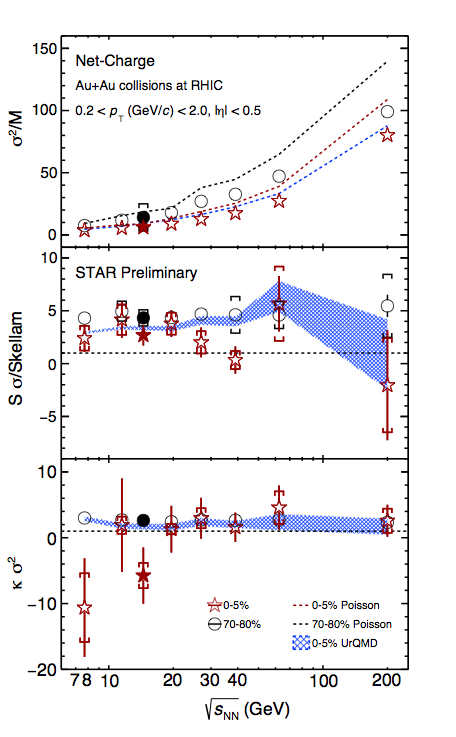 150
100
50
0
σ²/M
Net-Charge
Au+Au collisions at RHIC
0.2 < p_T (GeV/c) < 2.0, |η| < 0.5
10
5
0
−5
S σ/Skellam
STAR Preliminary
10
0
−10
−20
κ σ²
0-5%
70-80%
0-5% Poisson
70-80% Poisson
0-5% UrQMD
7 8 10 20 30 40 100 200
√s_NN (GeV)